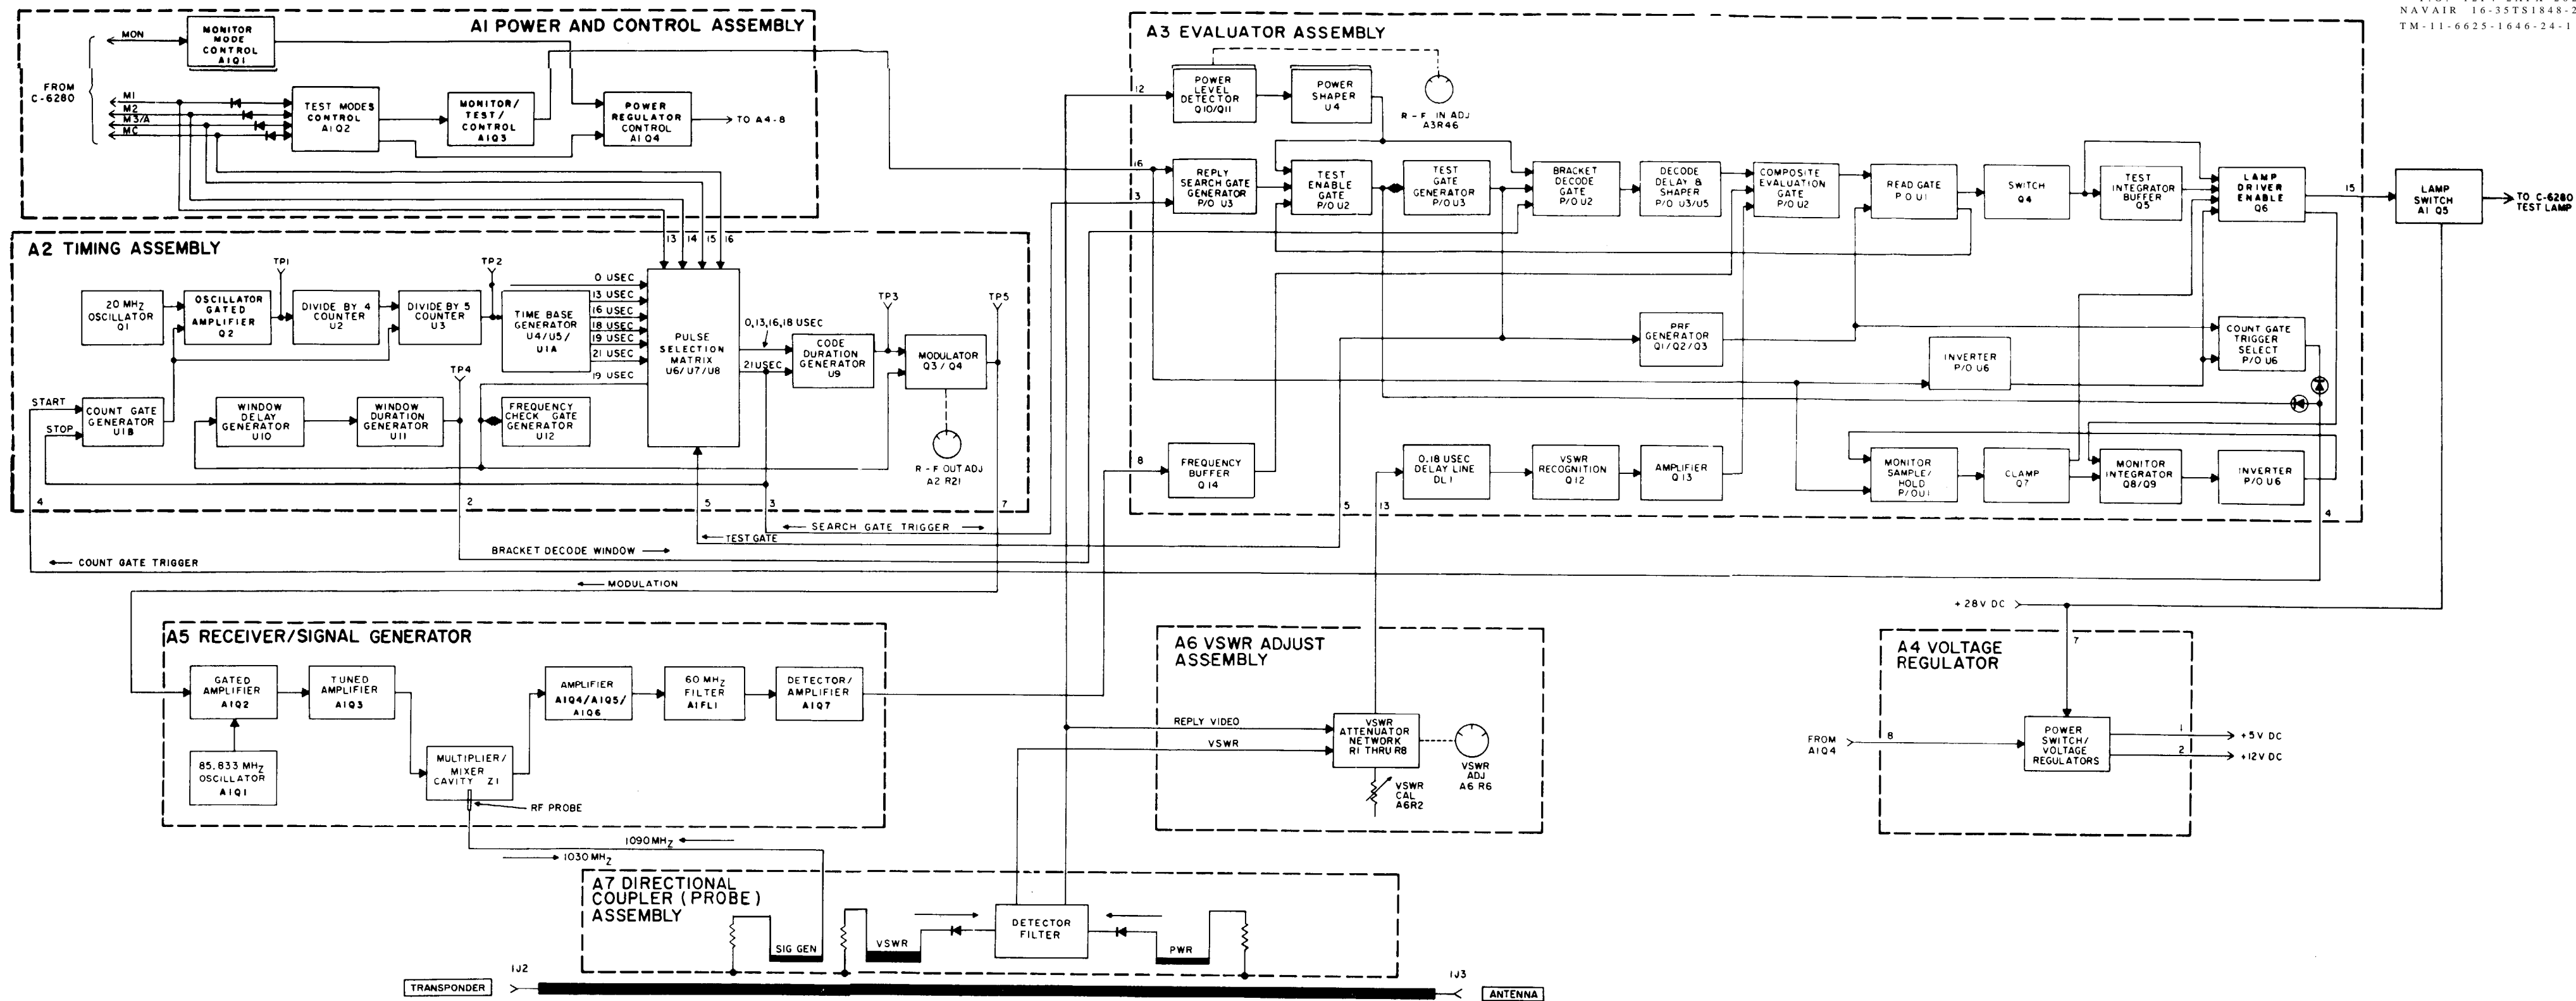 NAVAIR 16-35TS1848-2
TM-11-6625-1646-24-1
A1 POWER AND CONTROL ASSEMBLY
MON
MONITOR
MODE
CONTROL
A1Q1
FROM
C-6280
M1
M2
M3/A
MC
TEST MODES
CONTROL
A1Q2
MONITOR/
TEST/
CONTROL
A1Q3
POWER
REGULATOR
CONTROL
A1Q4
TO A4-8
A2 TIMING ASSEMBLY
13
14
15
16
TP1
TP2
20 MHZ
OSCILLATOR
Q1
OSCILLATOR
GATED
AMPLIFIER
Q2
DIVIDE BY 4
COUNTER
U2
DIVIDE BY 5
COUNTER
U3
TIME BASE
GENERATOR
U4/U5/
U1A
0 USEC
13 USEC
16 USEC
18 USEC
19 USEC
21 USEC
19 USEC
PULSE
SELECTION
MATRIX
U6/U7/U8
0,13,16,18 USEC
21 USEC
CODE
DURATION
GENERATOR
U9
TP3
TP5
MODULATOR
Q3/Q4
R-F OUT ADJ
A2 R21
TP4
START
STOP
COUNT GATE
GENERATOR
U1B
WINDOW
DELAY
GENERATOR
U10
WINDOW
DURATION
GENERATOR
U11
FREQUENCY
CHECK GATE
GENERATOR
U12
4
2
5
3
7
SEARCH GATE TRIGGER
TEST GATE
BRACKET DECODE WINDOW
COUNT GATE TRIGGER
MODULATION
A3 EVALUATOR ASSEMBLY
12
POWER
LEVEL
DETECTOR
Q10/Q11
POWER
SHAPER
U4
R-F IN ADJ
A3R46
16
3
REPLY
SEARCH GATE
GENERATOR
P/O U3
TEST
ENABLE
GATE
P/O U2
TEST
GATE
GENERATOR
P/O U3
BRACKET
DECODE
GATE
P/O U2
DECODE
DELAY &
SHAPER
P/O U3/U5
COMPOSITE
EVALUATION
GATE
P/O U2
READ GATE
P O U1
SWITCH
Q4
TEST
INTEGRATOR
BUFFER
Q5
LAMP
DRIVER
ENABLE
Q6
15
LAMP
SWITCH
A1 Q5
TO C-6280
TEST LAMP
PRF
GENERATOR
Q1/Q2/Q3
INVERTER
P/O U6
COUNT GATE
TRIGGER
SELECT
P/O U6
8
FREQUENCY
BUFFER
Q14
0.18 USEC
DELAY LINE
DL1
VSWR
RECOGNITION
Q12
AMPLIFIER
Q13
MONITOR
SAMPLE/
HOLD
P/O U1
CLAMP
Q7
MONITOR
INTEGRATOR
Q8/Q9
INVERTER
P/O U6
5
13
4
A5 RECEIVER/SIGNAL GENERATOR
GATED
AMPLIFIER
A1Q2
TUNED
AMPLIFIER
A1Q3
AMPLIFIER
A1Q4/A1Q5/
A1Q6
60 MHZ
FILTER
A1FL1
DETECTOR/
AMPLIFIER
A1Q7
85.833 MHZ
OSCILLATOR
A1Q1
MULTIPLIER/
MIXER
CAVITY Z1
RF PROBE
1090 MHZ
1030 MHZ
A6 VSWR ADJUST
ASSEMBLY
REPLY VIDEO
VSWR
VSWR
ATTENUATOR
NETWORK
R1 THRU R8
VSWR
ADJ
A6 R6
VSWR
CAL
A6R2
+28V DC
7
A4 VOLTAGE
REGULATOR
FROM
A1Q4
8
POWER
SWITCH/
VOLTAGE
REGULATORS
1
2
+5V DC
+12V DC
A7 DIRECTIONAL
COUPLER (PROBE)
ASSEMBLY
SIG GEN
VSWR
DETECTOR
FILTER
PWR
1J2
1J3
TRANSPONDER
ANTENNA